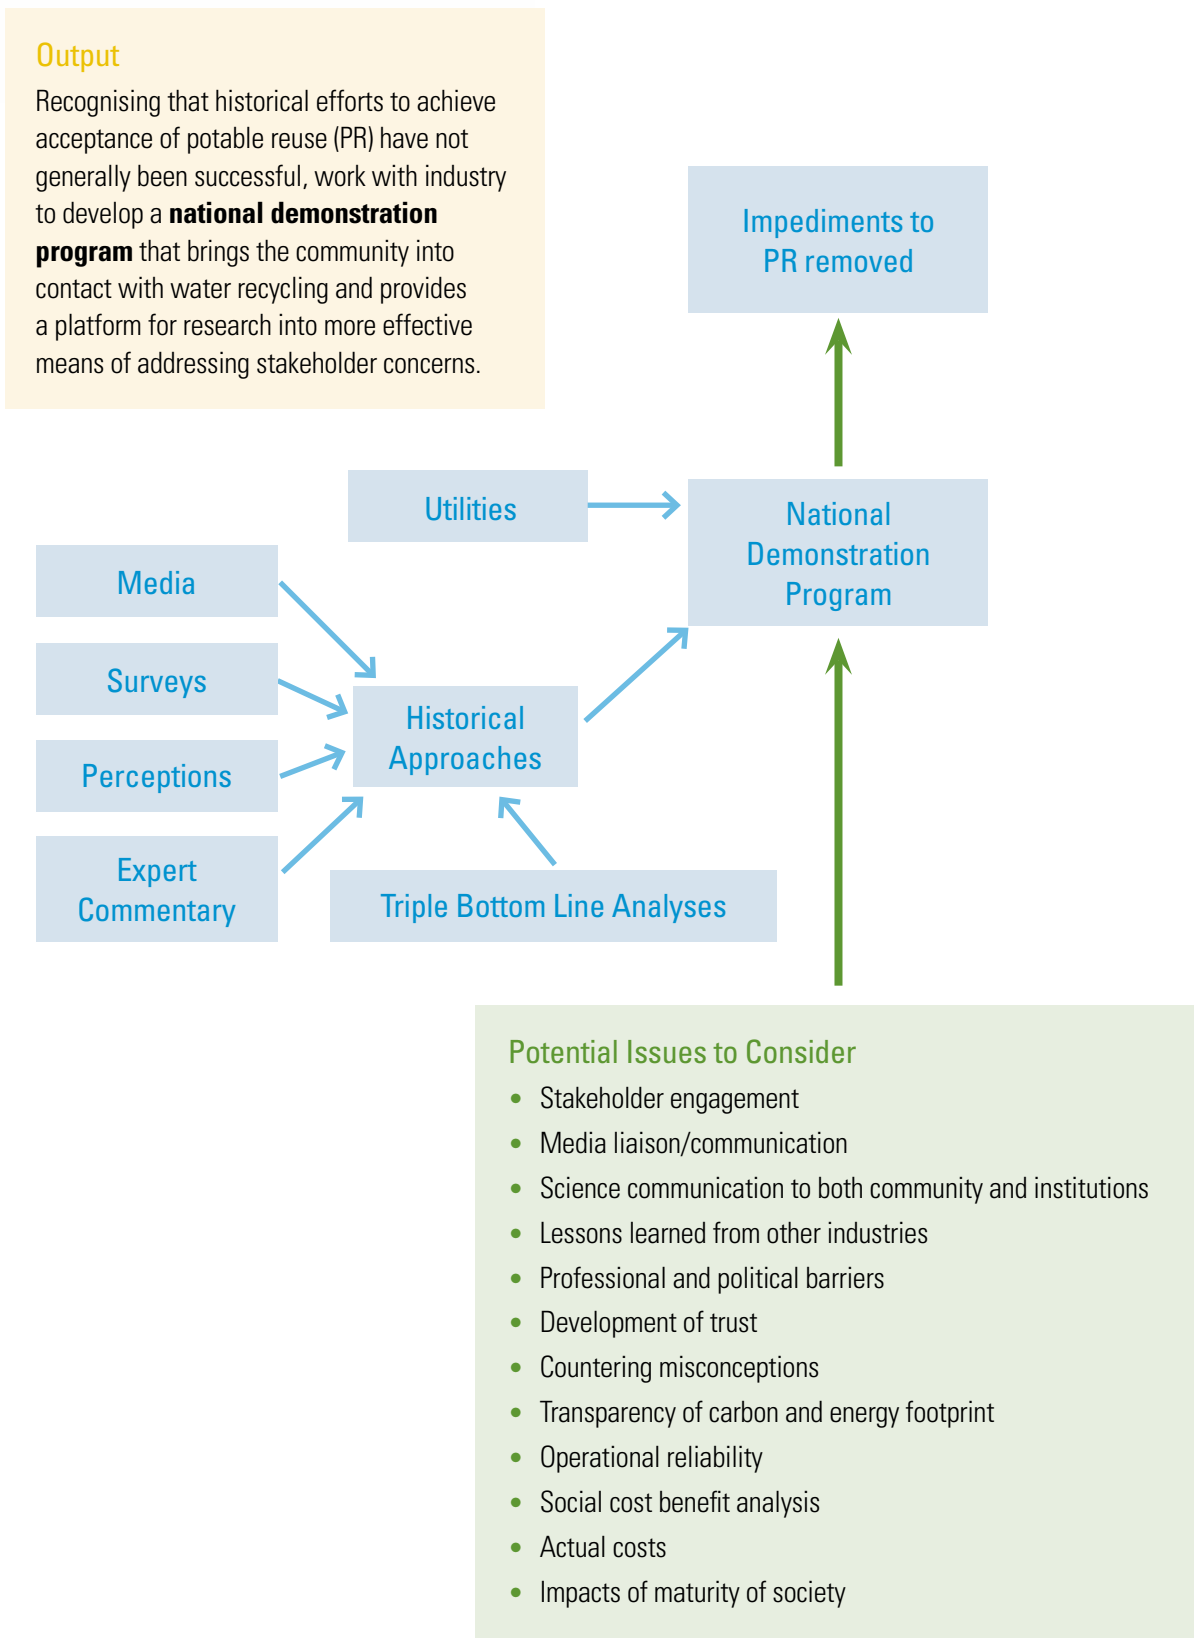 Output
Recognising that historical efforts to achieve
acceptance of potable reuse (PR) have not
generally been successful, work with industry
to develop a national demonstration
program that brings the community into
contact with water recycling and provides
a platform for research into more effective
means of addressing stakeholder concerns.
Impediments to
PR removed
Utilities
National
Demonstration
Program
Media
Surveys
Perceptions
Expert
Commentary
Historical
Approaches
Triple Bottom Line Analyses
Potential Issues to Consider
• Stakeholder engagement
• Media liaison/communication
• Science communication to both community and institutions
• Lessons learned from other industries
• Professional and political barriers
• Development of trust
• Countering misconceptions
• Transparency of carbon and energy footprint
• Operational reliability
• Social cost benefit analysis
• Actual costs
• Impacts of maturity of society